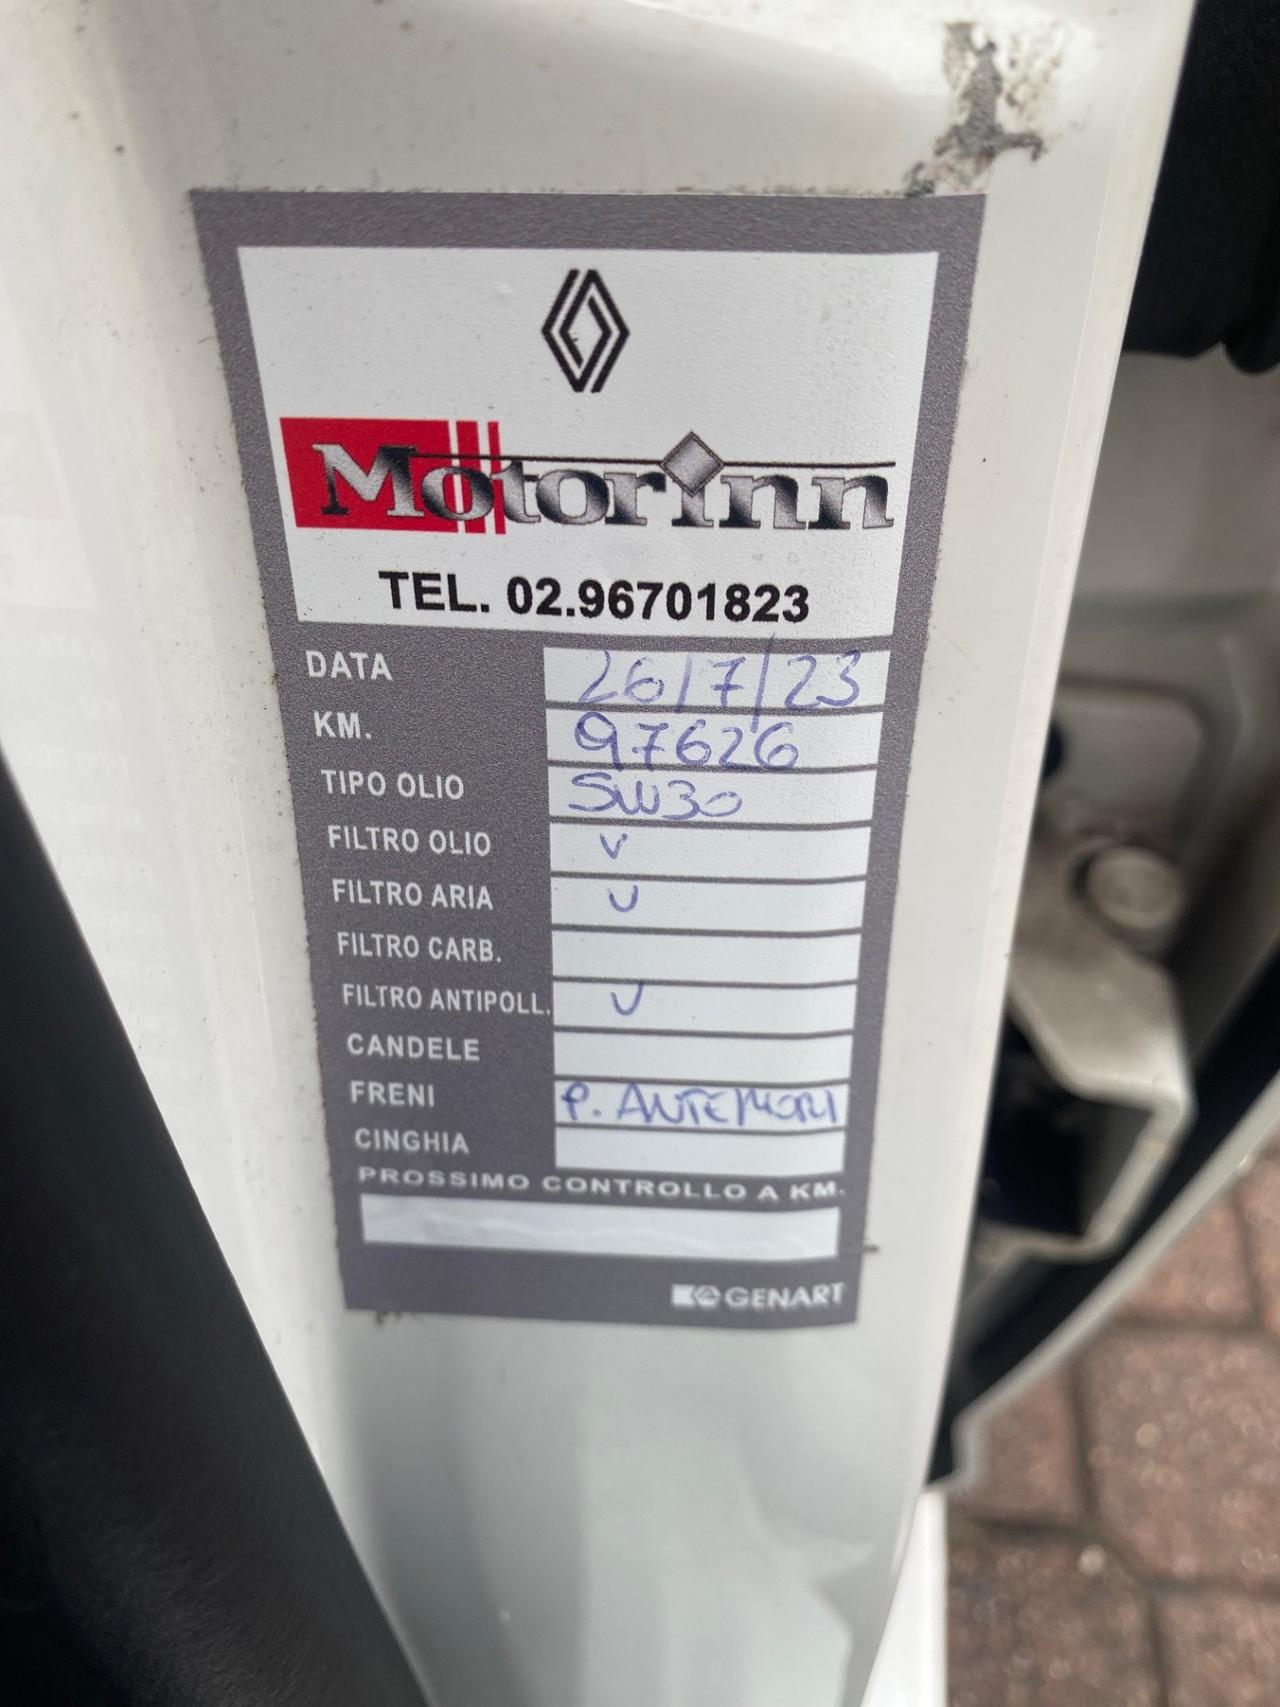 Motorinn
TEL. 02.96701823
DATA 26/7/23
KM. 97626
TIPO OLIO 5W30
FILTRO OLIO v
FILTRO ARIA v
FILTRO CARB.
FILTRO ANTIPOLL. v
CANDELE
FRENI P. ANTERIORI
CINGHIA
PROSSIMO CONTROLLO A KM.
GENART